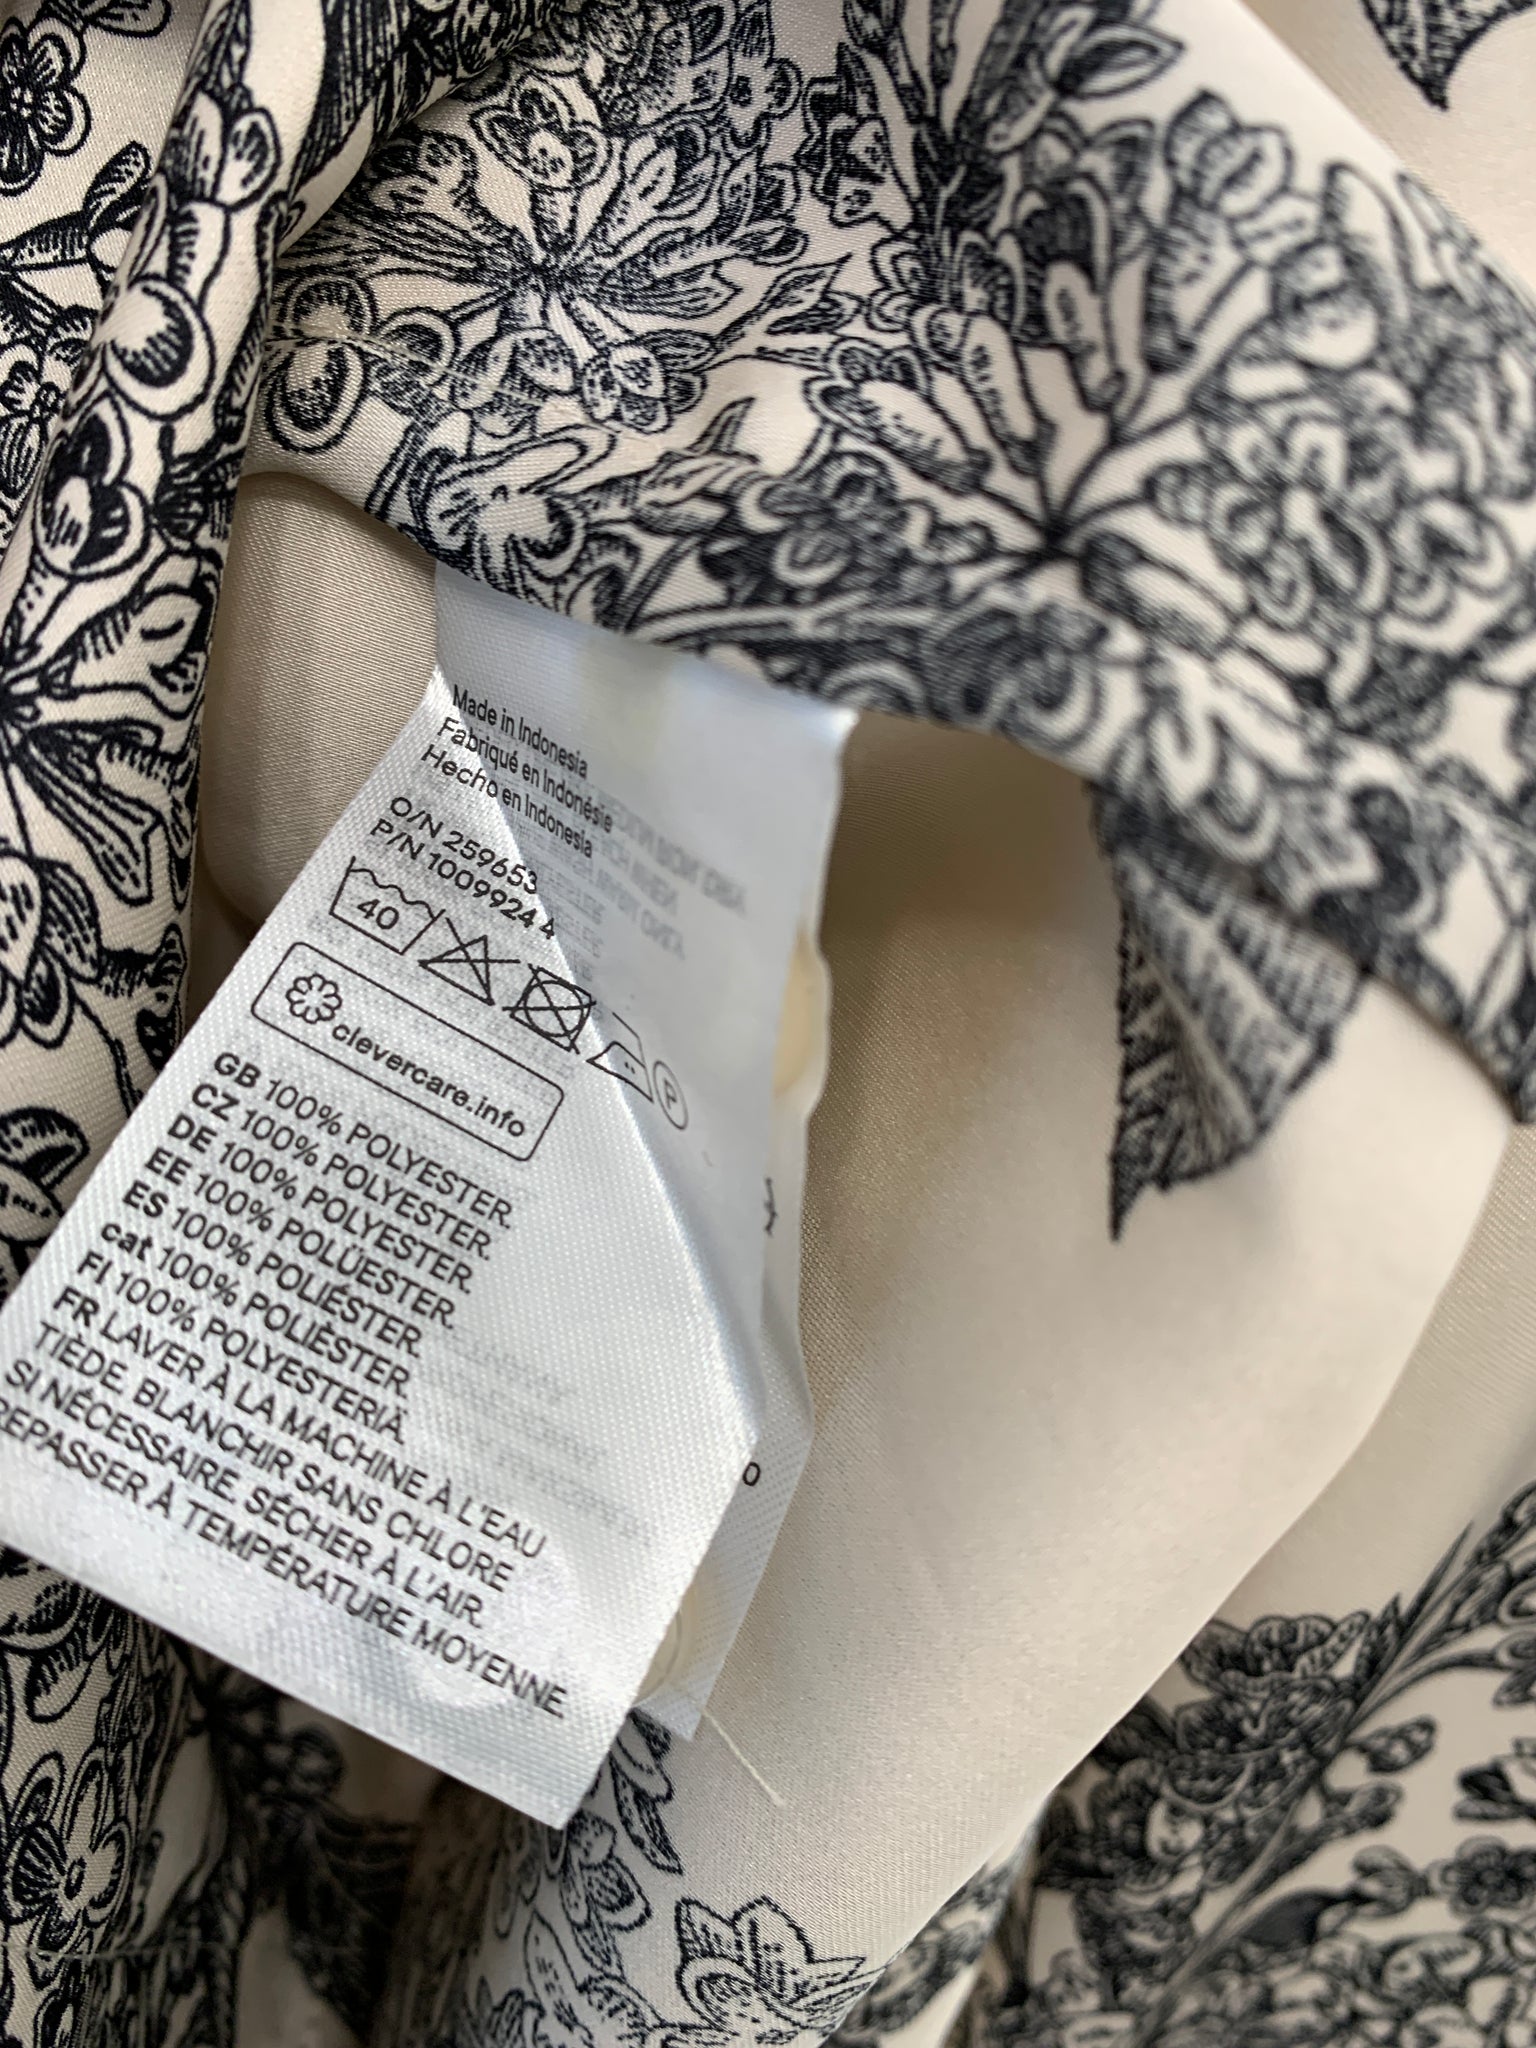 Made in Indonesia
Fabriqué en Indonésie
Hecho en Indonesia
O/N 259653
P/N 1009924 4
40
P
clevercare.info
GB 100% POLYESTER.
CZ 100% POLYESTER.
DE 100% POLYESTER.
EE 100% POLÜESTER.
ES 100% POLIÉSTER.
cat 100% POLIÈSTER.
FI 100% POLYESTERIÄ.
FR LAVER À LA MACHINE À L'EAU
TIÈDE. BLANCHIR SANS CHLORE
SI NÉCESSAIRE. SÉCHER À L'AIR.
REPASSER À TEMPÉRATURE MOYENNE.